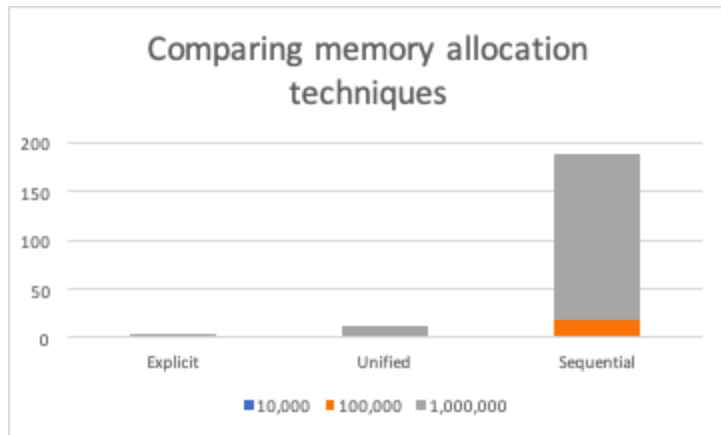 Comparing memory allocation
techniques
200
150
100
50
0
Explicit Unified Sequential
10,000 100,000 1,000,000